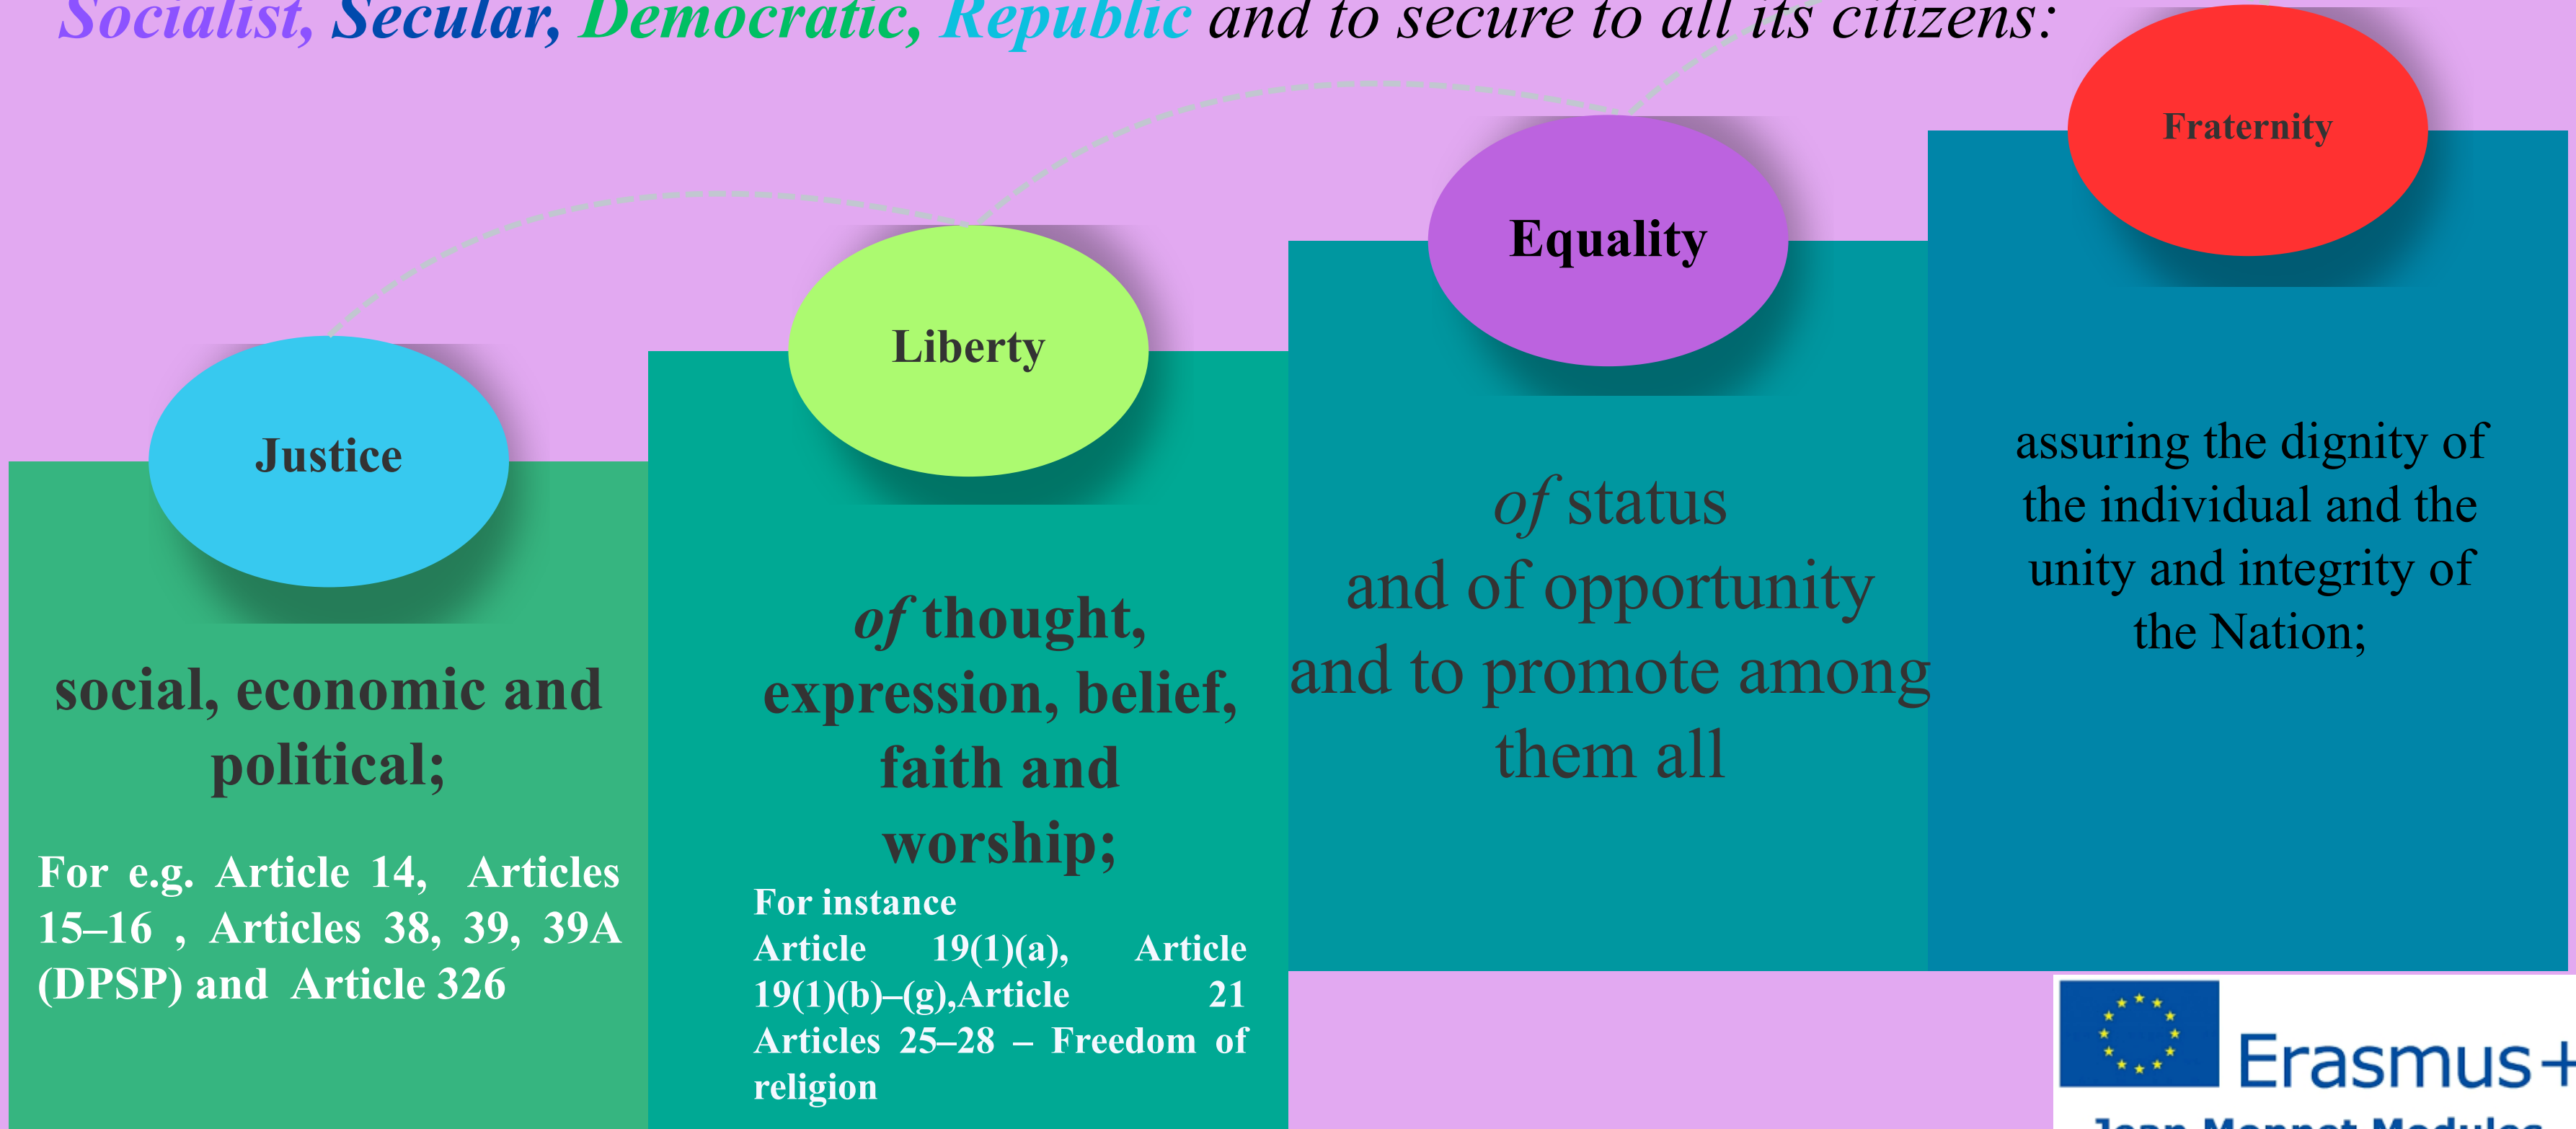 Socialist, Secular, Democratic, Republic and to secure to all its citizens:
Justice
social, economic and
political;
For e.g. Article 14, Articles
15–16 , Articles 38, 39, 39A
(DPSP) and Article 326
Liberty
of thought,
expression, belief,
faith and
worship;
For instance
Article 19(1)(a), Article
19(1)(b)–(g),Article 21
Articles 25–28 – Freedom of
religion
Equality
of status
and of opportunity
and to promote among
them all
Fraternity
assuring the dignity of
the individual and the
unity and integrity of
the Nation;
Erasmus+
Jean Monnet Modules